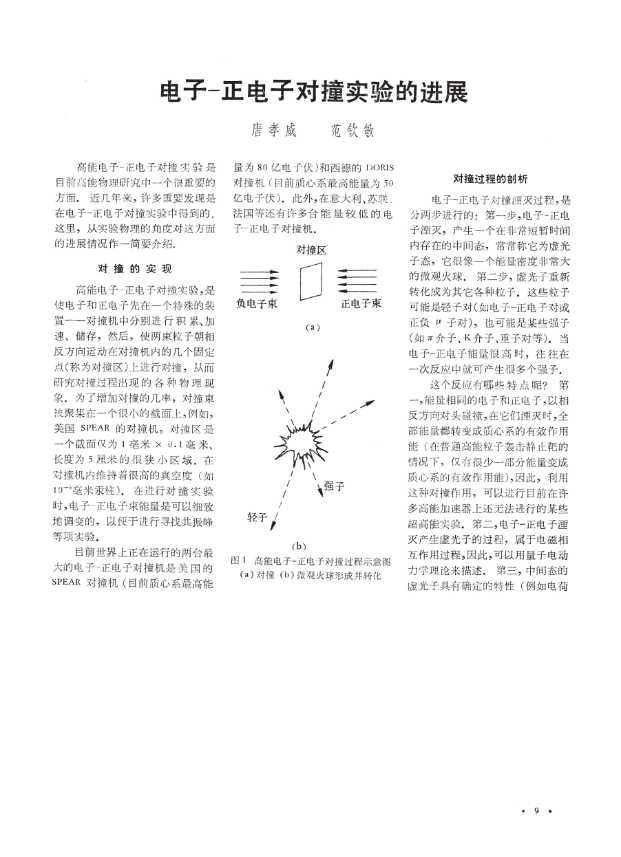 电子-正电子对撞实验的进展
唐孝威 范钦敏
高能电子-正电子对撞实验是
目前高能物理研究中一个很重要的
方面. 近几年来, 许多重要发现是
在电子-正电子对撞实验中得到的.
这里, 从实验物理的角度对这方面
的进展情况作一简要介绍.
对撞的实现
高能电子-正电子对撞实验,是
使电子和正电子先在一个特殊的装
置——对撞机中分别进行积累、加
速、储存, 然后, 使两束粒子朝相
反方向运动在对撞机内的几个固定
点(称为对撞区)上进行对撞, 从而
研究对撞过程出现的各种物理现
象. 为了增加对撞的几率, 对撞束
被聚集在一个很小的截面上,例如,
美国 SPEAR 的对撞机, 对撞区是
一个截面仅为 1 毫米 × 0.1 毫米、
长度为 5 厘米的很狭小区域. 在
对撞机内维持着很高的真空度 (如
毫米汞柱). 在进行对撞实验
时,电子-正电子束能量是可以细致
地调变的, 以便于进行寻找共振峰
等项实验.
目前世界上正在运行的两台最
大的电子-正电子对撞机是美国的
SPEAR 对撞机 (目前质心系最高能
量为 80 亿电子伏)和西德的 DORIS
对撞机 (目前质心系最高能量为 50
亿电子伏). 此外,在意大利、苏联、
法国等还有许多台能量较低的电
子-正电子对撞机.
对撞区
负电子束 正电子束
(a)
强子
轻子
(b)
图 1 高能电子-正电子对撞过程示意图
(a) 对撞 (b) 微观火球形成并转化
对撞过程的剖析
电子-正电子对撞湮灭过程,是
分两步进行的: 第一步,电子-正电
子湮灭, 产生一个在非常短暂时间
内存在的中间态, 常常称它为虚光
子态, 它很像一个能量密度非常大
的微观火球. 第二步, 虚光子重新
转化成为其它各种粒子. 这些粒子
可能是轻子对(如电子-正电子对或
正负 μ 子对), 也可能是某些强子
(如 π 介子、K 介子、重子对等). 当
电子-正电子能量很高时, 往往在
一次反应中就可产生很多个强子.
这个反应有哪些特点呢? 第
一,能量相同的电子和正电子,以相
反方向对头碰撞,在它们湮灭时,全
部能量都转变成质心系的有效作用
能 (在普通高能粒子轰击静止靶的
情况下, 仅有很少一部分能量变成
质心系的有效作用能),因此, 利用
这种对撞作用, 可以进行目前在许
多高能加速器上还无法进行的某些
超高能实验. 第二,电子-正电子湮
灭产生虚光子的过程, 属于电磁相
互作用过程,因此,可以用量子电动
力学理论来描述. 第三, 中间态的
虚光子具有确定的特性 (例如电荷
• 9 •